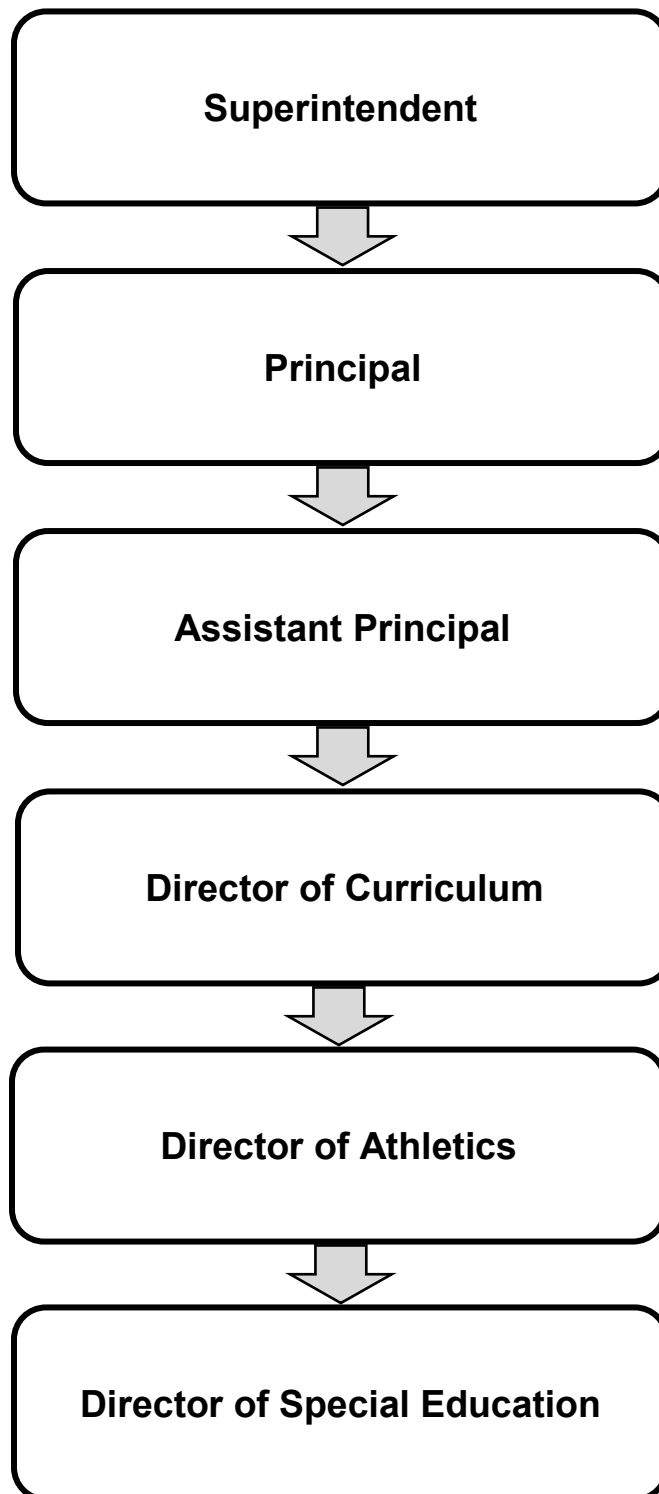 Superintendent
Principal
Assistant Principal
Director of Curriculum
Director of Athletics
Director of Special Education